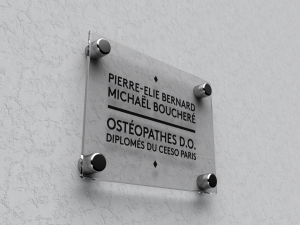 PIERRE-ELIE BERNARD
MICHAËL BOUCHERÉ
OSTÉOPATHES D.O.
DIPLOMÉS DU CEESO PARIS